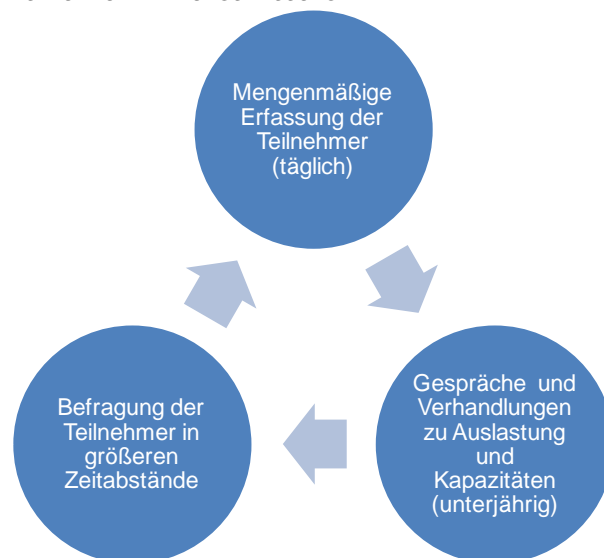 Mengenmäßige
Erfassung der
Teilnehmer
(täglich)
Gespräche und
Verhandlungen
zu Auslastung
und
Kapazitäten
(unterjährig)
Befragung der
Teilnehmer in
größeren
Zeitabstände